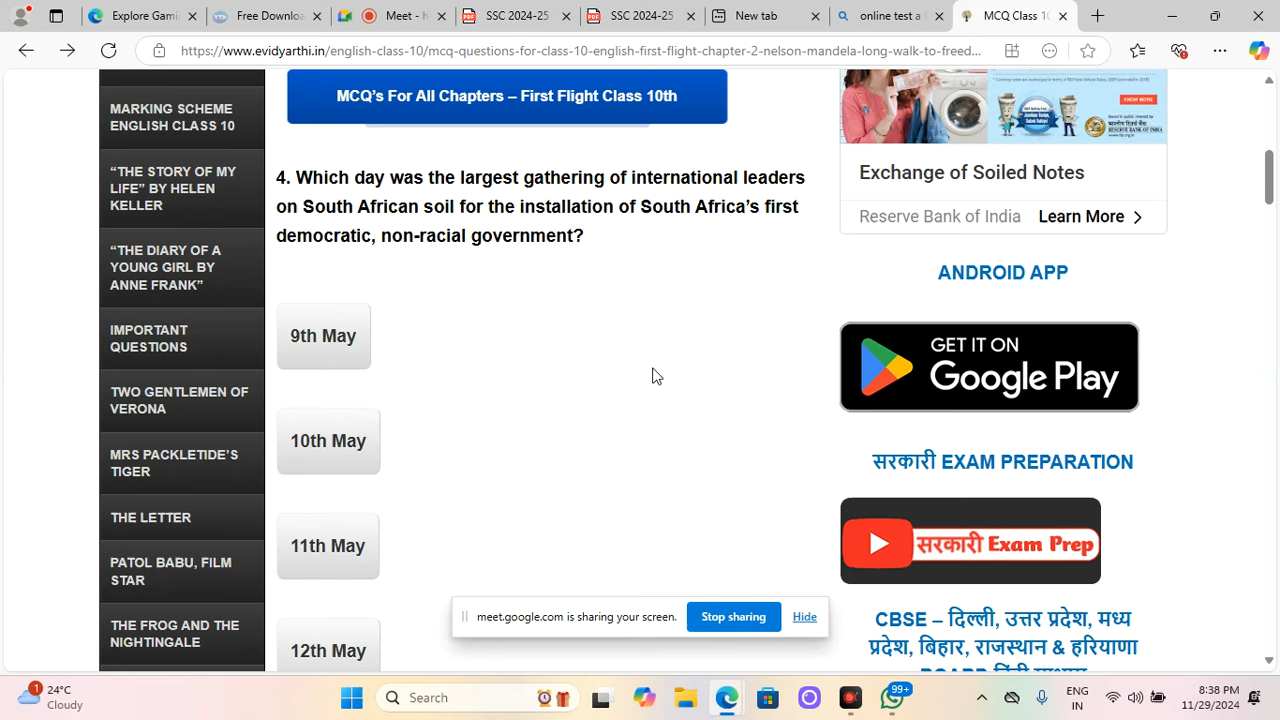 Explore Gami
Free Downlo
Meet -
SSC 2024-25
SSC 2024-25
New tab
original photo
MCQ Class 10
https://www.evidyarthi.in/english-class-10/mcq-questions-for-class-10-english-first-flight-chapter-2-nelson-mandela-long-walk-to-freed...
MARKING SCHEME
ENGLISH CLASS 10
“THE STORY OF MY
LIFE” BY HELEN
KELLER
“THE DIARY OF A
YOUNG GIRL BY
ANNE FRANK”
IMPORTANT
QUESTIONS
TWO GENTLEMEN OF
VERONA
MRS PACKLETIDE’S
TIGER
THE LETTER
PATOL BABU, FILM
STAR
THE FROG AND THE
NIGHTINGALE
MCQ's For All Chapters – First Flight Class 10th
4. Which day was the largest gathering of international leaders
on South African soil for the installation of South Africa’s first
democratic, non-racial government?
9th May
10th May
11th May
12th May
KNOW MORE
Exchange of Soiled Notes
Reserve Bank of India Learn More
ANDROID APP
GET IT ON
Google Play
सरकारी EXAM PREPARATION
सरकारी Exam Prep
CBSE – दिल्ली, उत्तर प्रदेश, मध्य
प्रदेश, बिहार, राजस्थान & हरियाणा
meet.google.com is sharing your screen. Stop sharing Hide
1
24°C
Cloudy
Search
99+
ENG
IN
8:38 PM
11/29/2024